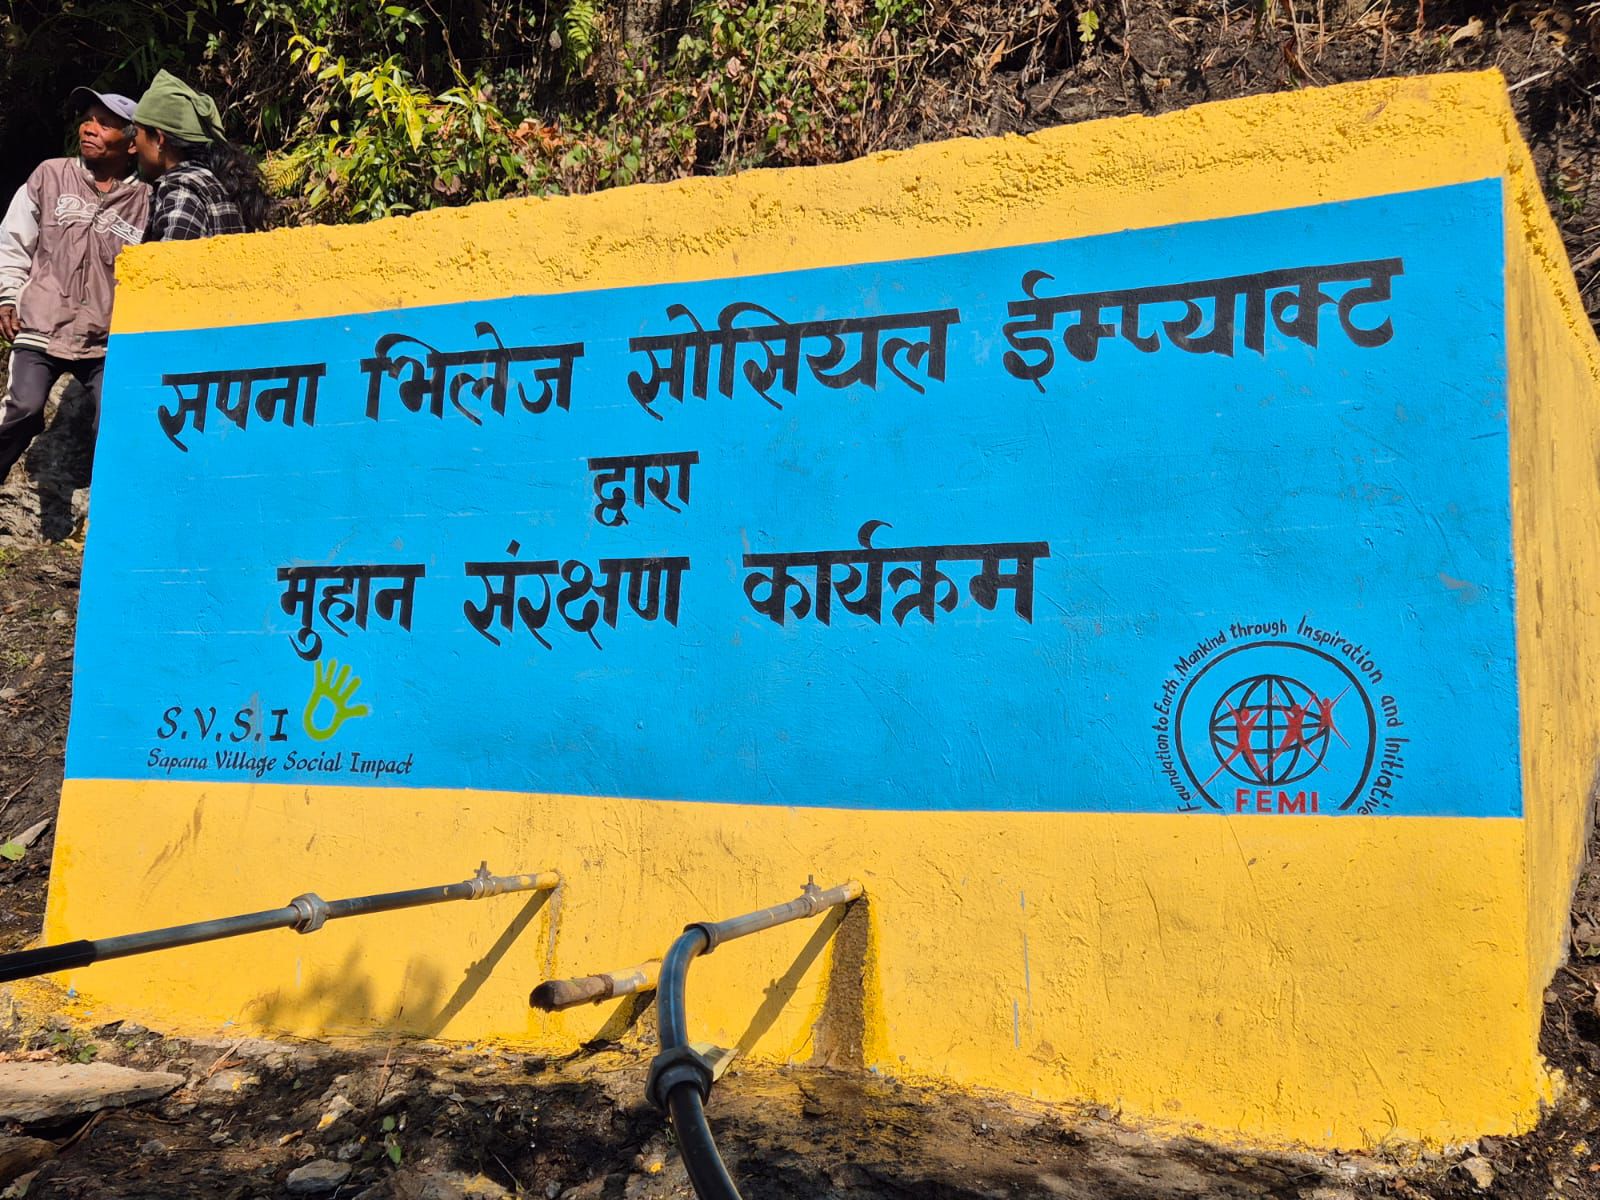 सपना भिलेज सोसियल ईम्प्याक्ट
द्वारा
मुहान संरक्षण कार्यक्रम
S.V.S.I
Sapana Village Social Impact
Foundation to Earth, Mankind through Inspiration and Initiative
FEMI